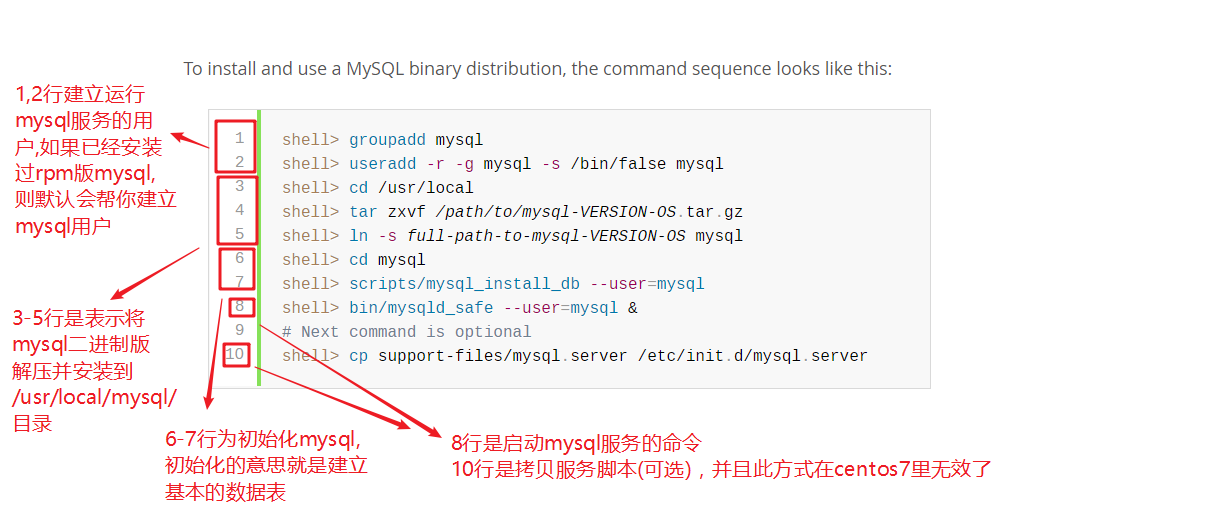 To install and use a MySQL binary distribution, the command sequence looks like this:
1,2行建立运行
mysql服务的用
户,如果已经安装
过rpm版mysql,
则默认会帮你建立
mysql用户
1 shell> groupadd mysql
2 shell> useradd -r -g mysql -s /bin/false mysql
3 shell> cd /usr/local
4 shell> tar zxvf /path/to/mysql-VERSION-OS.tar.gz
5 shell> ln -s full-path-to-mysql-VERSION-OS mysql
6 shell> cd mysql
7 shell> scripts/mysql_install_db --user=mysql
8 shell> bin/mysqld_safe --user=mysql &
9 # Next command is optional
10 shell> cp support-files/mysql.server /etc/init.d/mysql.server
3-5行是表示将
mysql二进制版
解压并安装到
/usr/local/mysql/
目录
6-7行为初始化mysql,
初始化的意思就是建立
基本的数据表
8行是启动mysql服务的命令
10行是拷贝服务脚本(可选)，并且此方式在centos7里无效了